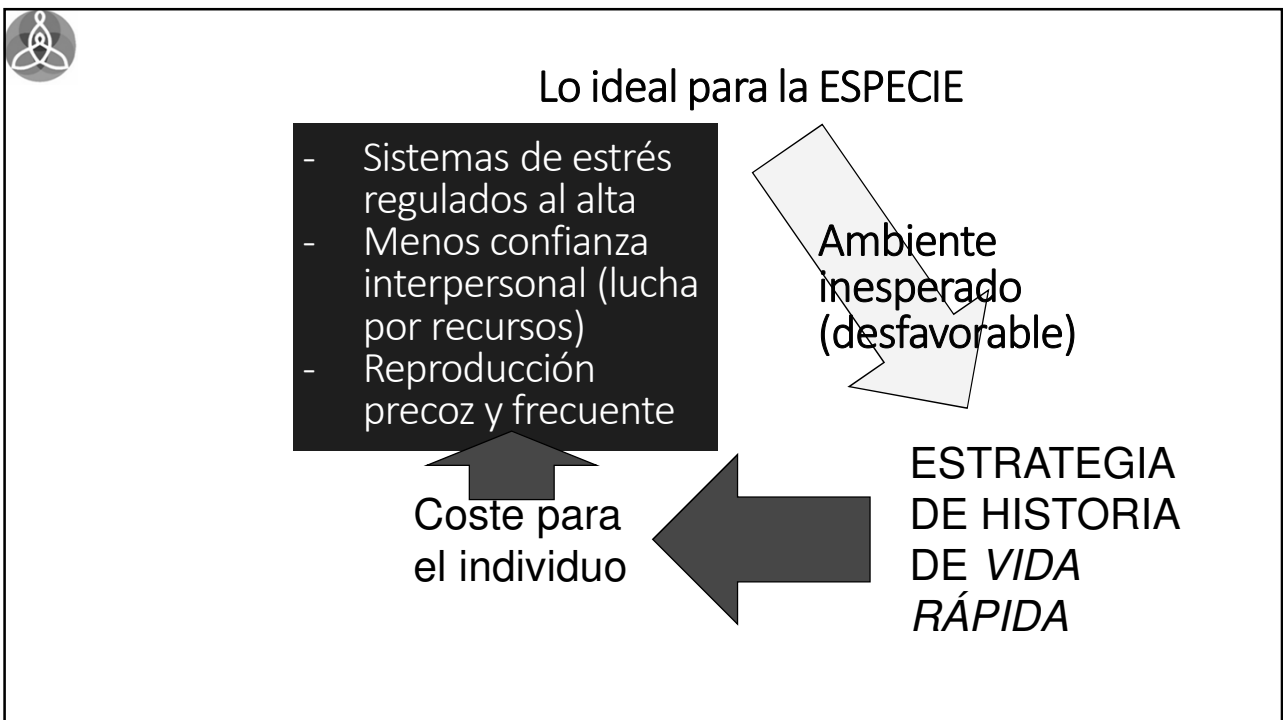 Lo ideal para la ESPECIE
- Sistemas de estrés
regulados al alta
- Menos confianza
interpersonal (lucha
por recursos)
- Reproducción
precoz y frecuente
Ambiente
inesperado
(desfavorable)
ESTRATEGIA
DE HISTORIA
DE VIDA
RÁPIDA
Coste para
el individuo